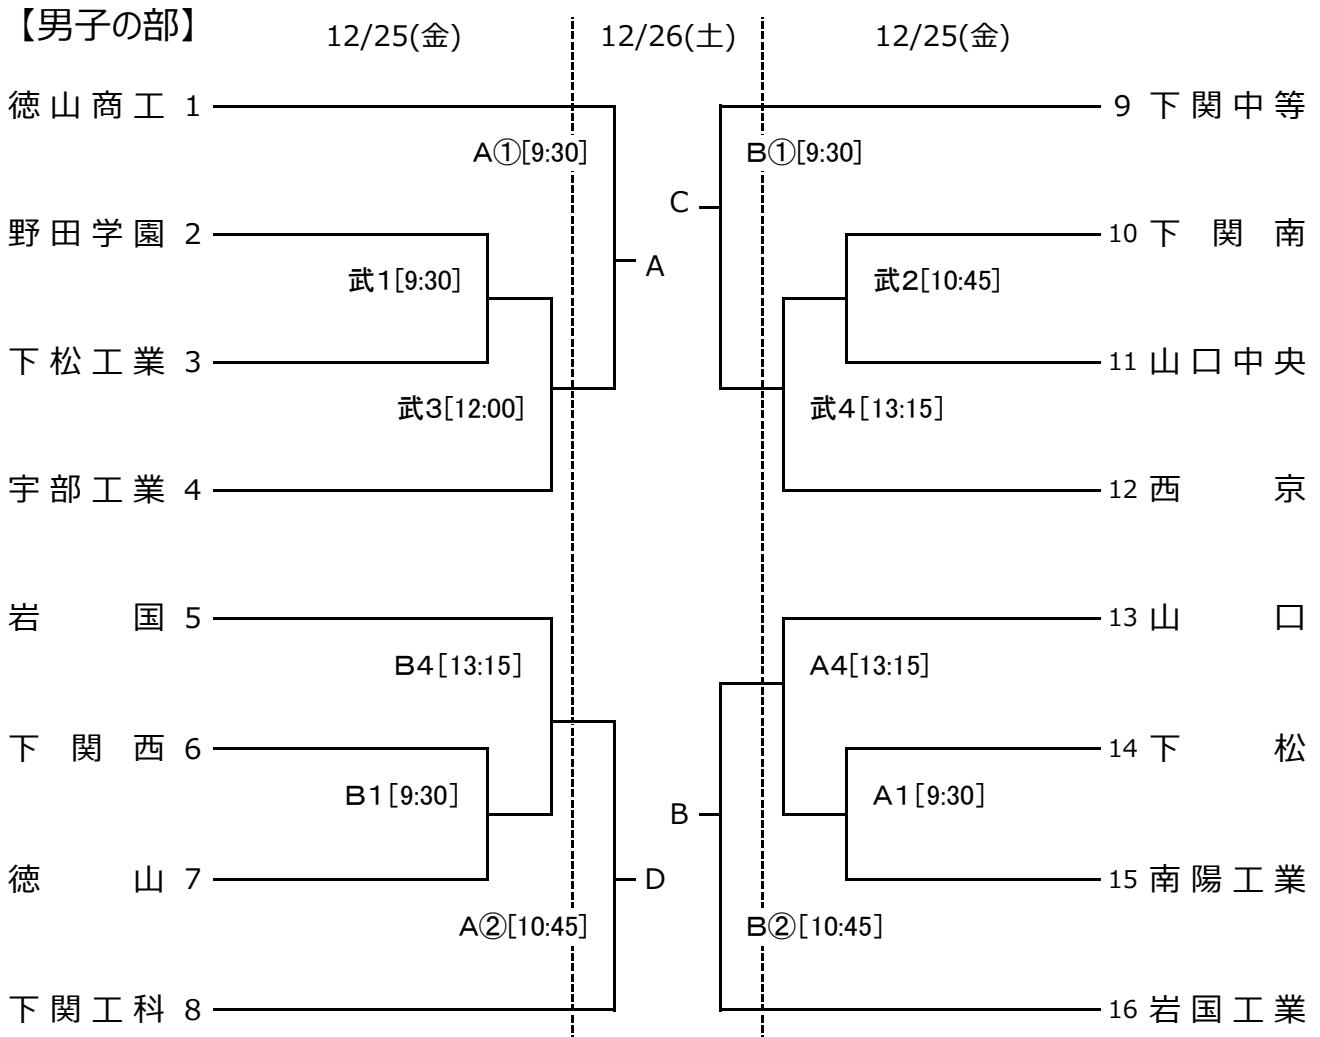 【男子の部】 12/25(金) 12/26(土) 12/25(金)
徳山商工 1 9 下関中等
A①[9:30] B①[9:30]
C
野田学園 2 10 下関南
A
武1[9:30] 武2[10:45]
下松工業 3 11 山口中央
武3[12:00] 武4[13:15]
宇部工業 4 12 西京
岩国 5 13 山口
B4[13:15] A4[13:15]
下関西 6 14 下松
B1[9:30] A1[9:30]
B
徳山 7 D 15 南陽工業
A②[10:45] B②[10:45]
下関工科 8 16 岩国工業